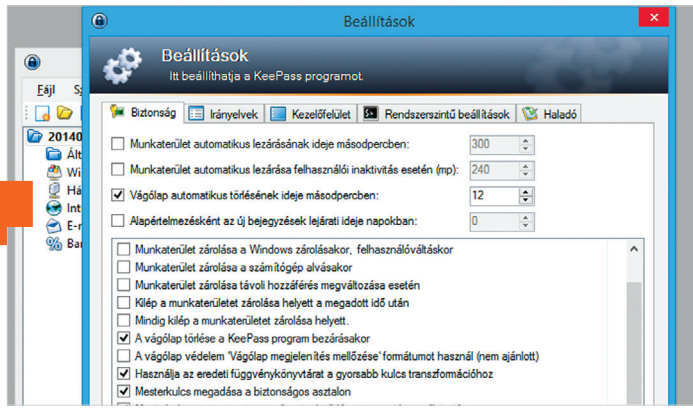 Beállítások
Beállítások
Itt beállíthatja a KeePass programot.
Fájl
20140
Biztonság Irányelvek Kezelőfelület Rendszerszintű beállítások Haladó
Munkaterület automatikus lezárásának ideje másodpercben: 300
Munkaterület automatikus lezárása felhasználói inaktivitás esetén (mp): 240
Vágólap automatikus törlésének ideje másodpercben: 12
Alapértelmezésként az új bejegyzések lejárati ideje napokban: 0
Munkaterület zárolása a Windows zárolásakor, felhasználóváltáskor
Munkaterület zárolása a számítógép alvásakor
Munkaterület zárolása távoli hozzáférés megváltozása esetén
Kilép a munkaterületet zárolása helyett a megadott idő után
Mindig kilép a munkaterületet zárolása helyett.
A vágólap törlése a KeePass program bezárásakor
A vágólap védelem 'Vágólap megjelenítés mellőzése' formátumot használ (nem ajánlott)
Használja az eredeti függvénykönyvtárat a gyorsabb kulcs transzformációhoz
Mesterkulcs megadása a biztonságos asztalon